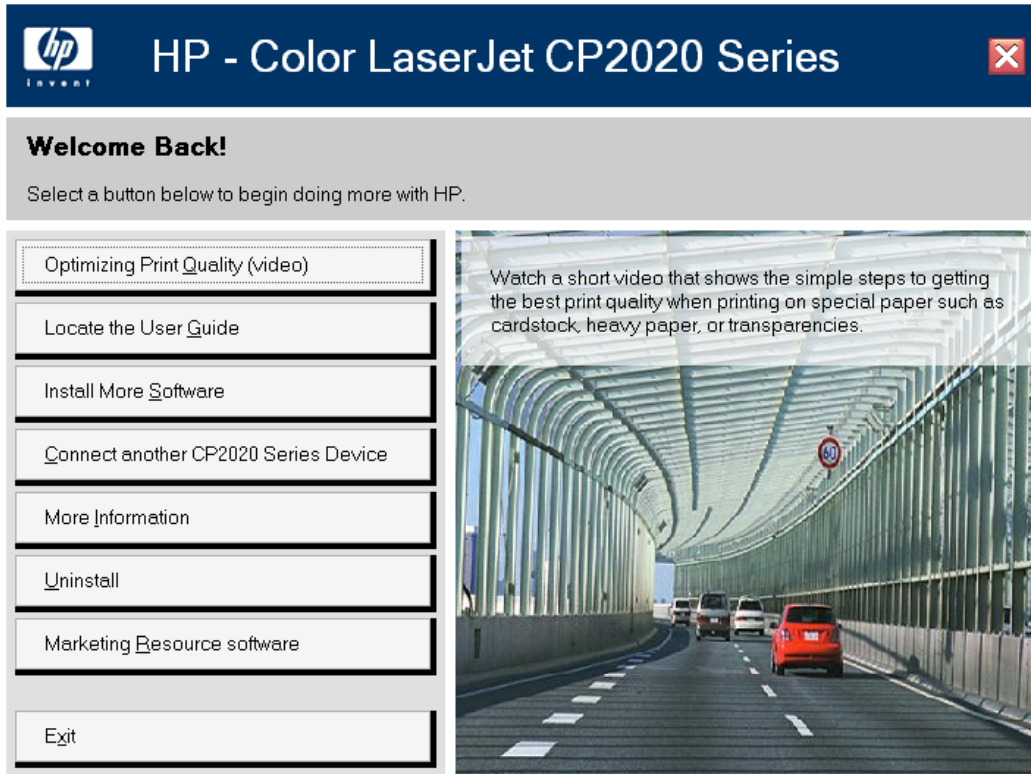 hp
invent
HP - Color LaserJet CP2020 Series
Welcome Back!
Select a button below to begin doing more with HP.
Optimizing Print Quality (video)
Locate the User Guide
Install More Software
Connect another CP2020 Series Device
More Information
Uninstall
Marketing Resource software
Exit
Watch a short video that shows the simple steps to getting
the best print quality when printing on special paper such as
cardstock, heavy paper, or transparencies.
60